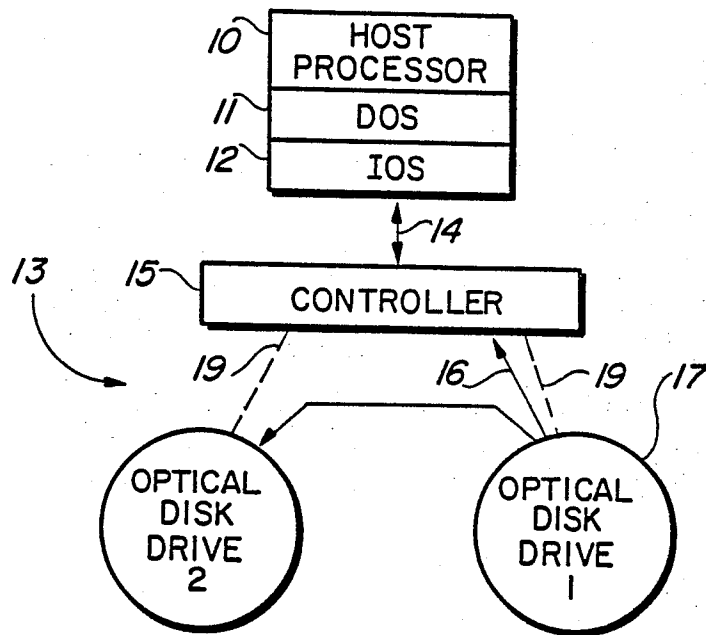 10
HOST
PROCESSOR
11
DOS
12
IOS
14
13
15
CONTROLLER
19
16
19
17
OPTICAL
DISK
DRIVE
2
OPTICAL
DISK
DRIVE
1